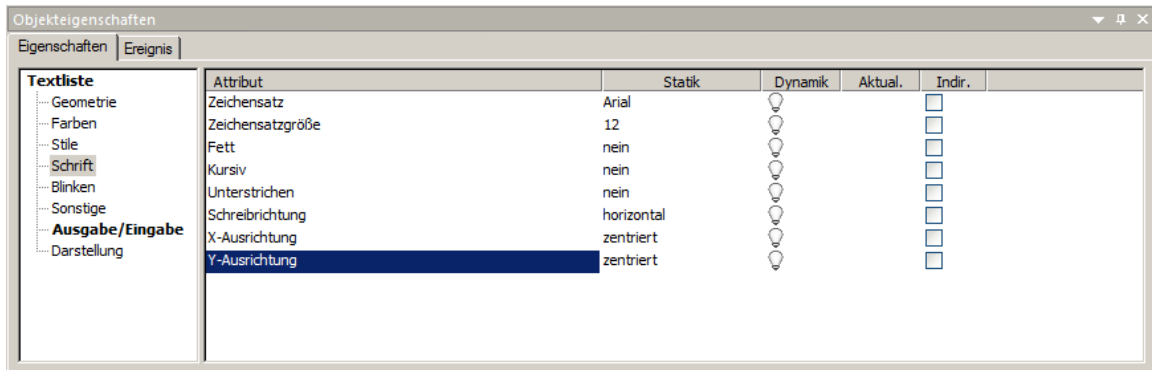 Objekteigenschaften
Eigenschaften Ereignis
Textliste
Geometrie
Farben
Stile
Schrift
Blinken
Sonstige
Ausgabe/Eingabe
Darstellung
Attribut Statik Dynamik Aktual. Indir.
Zeichensatz Arial
Zeichensatzgröße 12
Fett nein
Kursiv nein
Unterstrichen nein
Schreibrichtung horizontal
X-Ausrichtung zentriert
Y-Ausrichtung zentriert